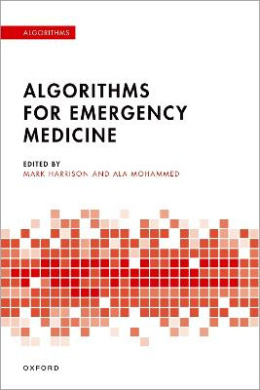 ALGORITHMS
ALGORITHMS
FOR EMERGENCY
MEDICINE
EDITED BY
MARK HARRISON AND ALA MOHAMMED
OXFORD